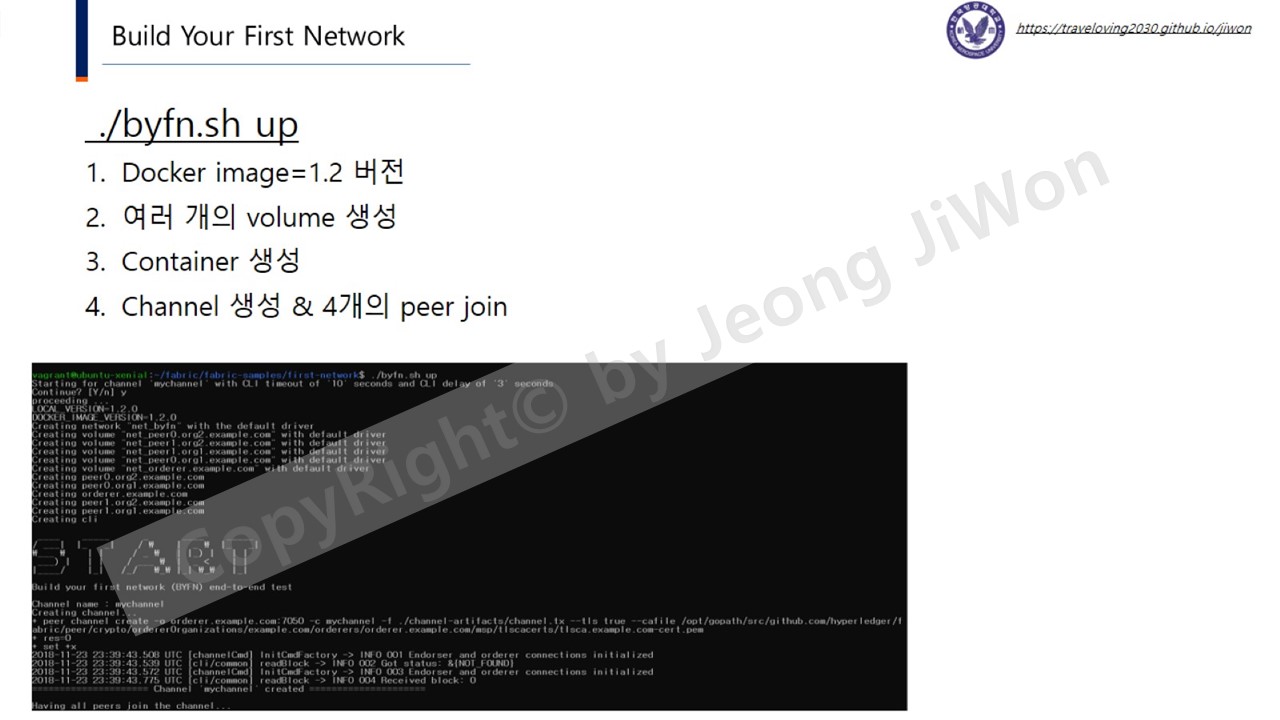 Build Your First Network
https://traveloving2030.github.io/jiwon
./byfn.sh up
1. Docker image=1.2 버전
2. 여러 개의 volume 생성
3. Container 생성
4. Channel 생성 & 4개의 peer join
CopyRight© by Jeong JiWon
vagrant@ubuntu-xenial:~/fabric/fabric-samples/first-network$ ./byfn.sh up
Starting for channel 'mychannel' with CLI timeout of '10' seconds and CLI delay of '3' seconds
Continue? [Y/n] y
proceeding ...
LOCAL_VERSION=1.2.0
DOCKER_IMAGE_VERSION=1.2.0
Creating network "net_byfn" with the default driver
Creating volume "net_peer0.org2.example.com" with default driver
Creating volume "net_peer1.org2.example.com" with default driver
Creating volume "net_peer1.org1.example.com" with default driver
Creating volume "net_peer0.org1.example.com" with default driver
Creating volume "net_orderer.example.com" with default driver
Creating peer0.org2.example.com
Creating peer0.org1.example.com
Creating orderer.example.com
Creating peer1.org2.example.com
Creating peer1.org1.example.com
Creating cli
START
Build your first network (BYFN) end-to-end test
Channel name : mychannel
Creating channel...
+ peer channel create -o orderer.example.com:7050 -c mychannel -f ./channel-artifacts/channel.tx --tls true --cafile /opt/gopath/src/github.com/hyperledger/f
abric/peer/crypto/ordererOrganizations/example.com/orderers/orderer.example.com/msp/tlscacerts/tlsca.example.com-cert.pem
+ res=0
+ set +x
2018-11-23 23:39:43.508 UTC [channelCmd] InitCmdFactory -> INFO 001 Endorser and orderer connections initialized
2018-11-23 23:39:43.539 UTC [cli/common] readBlock -> INFO 002 Got status: &{NOT_FOUND}
2018-11-23 23:39:43.572 UTC [channelCmd] InitCmdFactory -> INFO 003 Endorser and orderer connections initialized
2018-11-23 23:39:43.775 UTC [cli/common] readBlock -> INFO 004 Received block: 0
===================== Channel 'mychannel' created =====================
Having all peers join the channel...